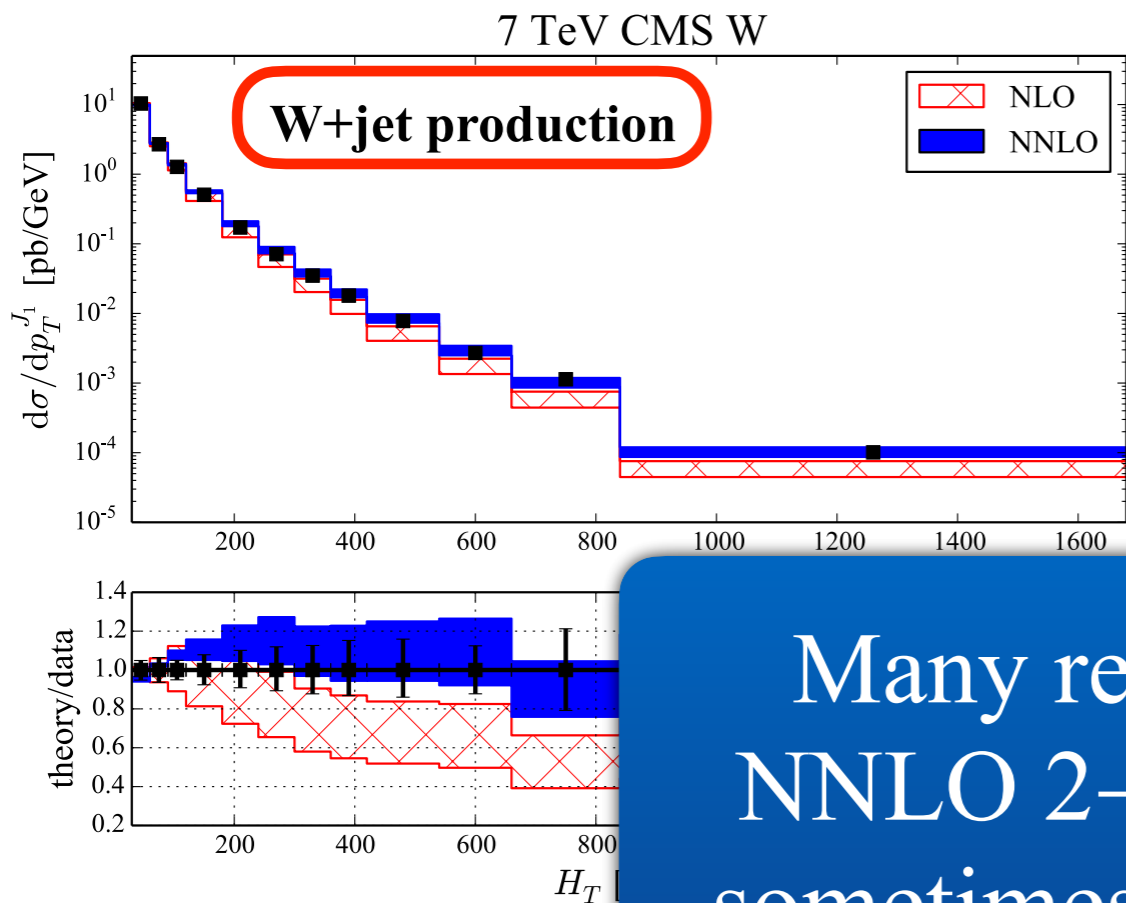 7 TeV CMS W
W+jet production
NLO
NNLO
dσ/dp_T^{J_1} [pb/GeV]
10^1
10^0
10^-1
10^-2
10^-3
10^-4
10^-5
200 400 600 800 1000 1200 1400 1600
theory/data
1.4
1.2
1.0
0.8
0.6
0.4
0.2
200 400 600 800
H_T [
Many re
NNLO 2-
sometimes